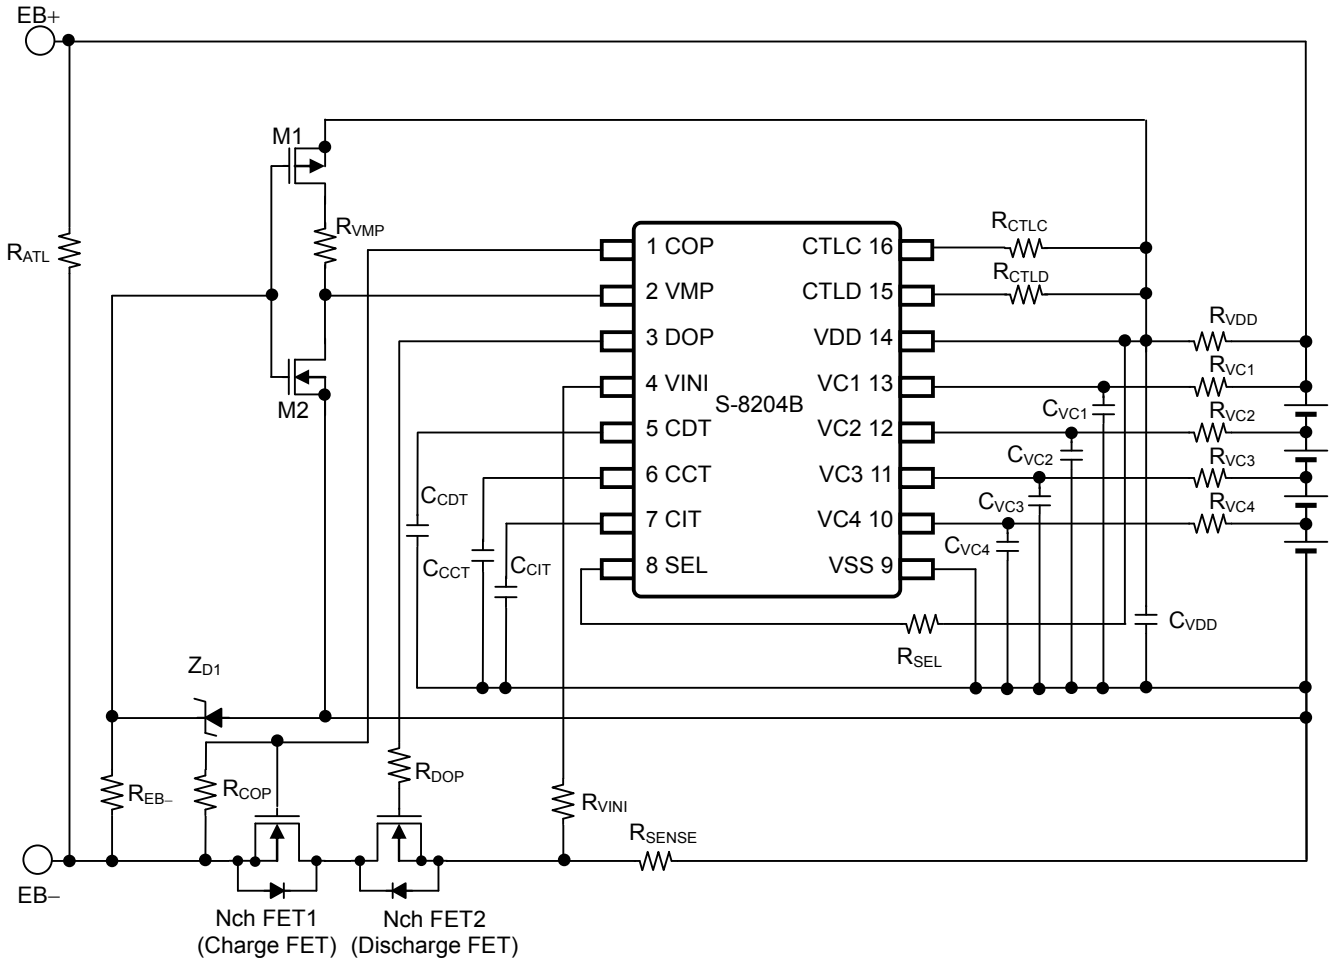 EB+
M1
RVMP
RATL
1 COP
CTLC 16
RCTLC
2 VMP
CTLD 15
RCTLD
3 DOP
VDD 14
RVDD
4 VINI
VC1 13
RVC1
M2
S-8204B
CVC1
5 CDT
VC2 12
RVC2
CVC2
6 CCT
VC3 11
RVC3
CCDT
CVC3
7 CIT
VC4 10
RVC4
CVC4
CCCT
CCIT
8 SEL
VSS 9
CVDD
RSEL
ZD1
REB−
RCOP
RDOP
RVINI
RSENSE
EB−
Nch FET1
(Charge FET)
Nch FET2
(Discharge FET)